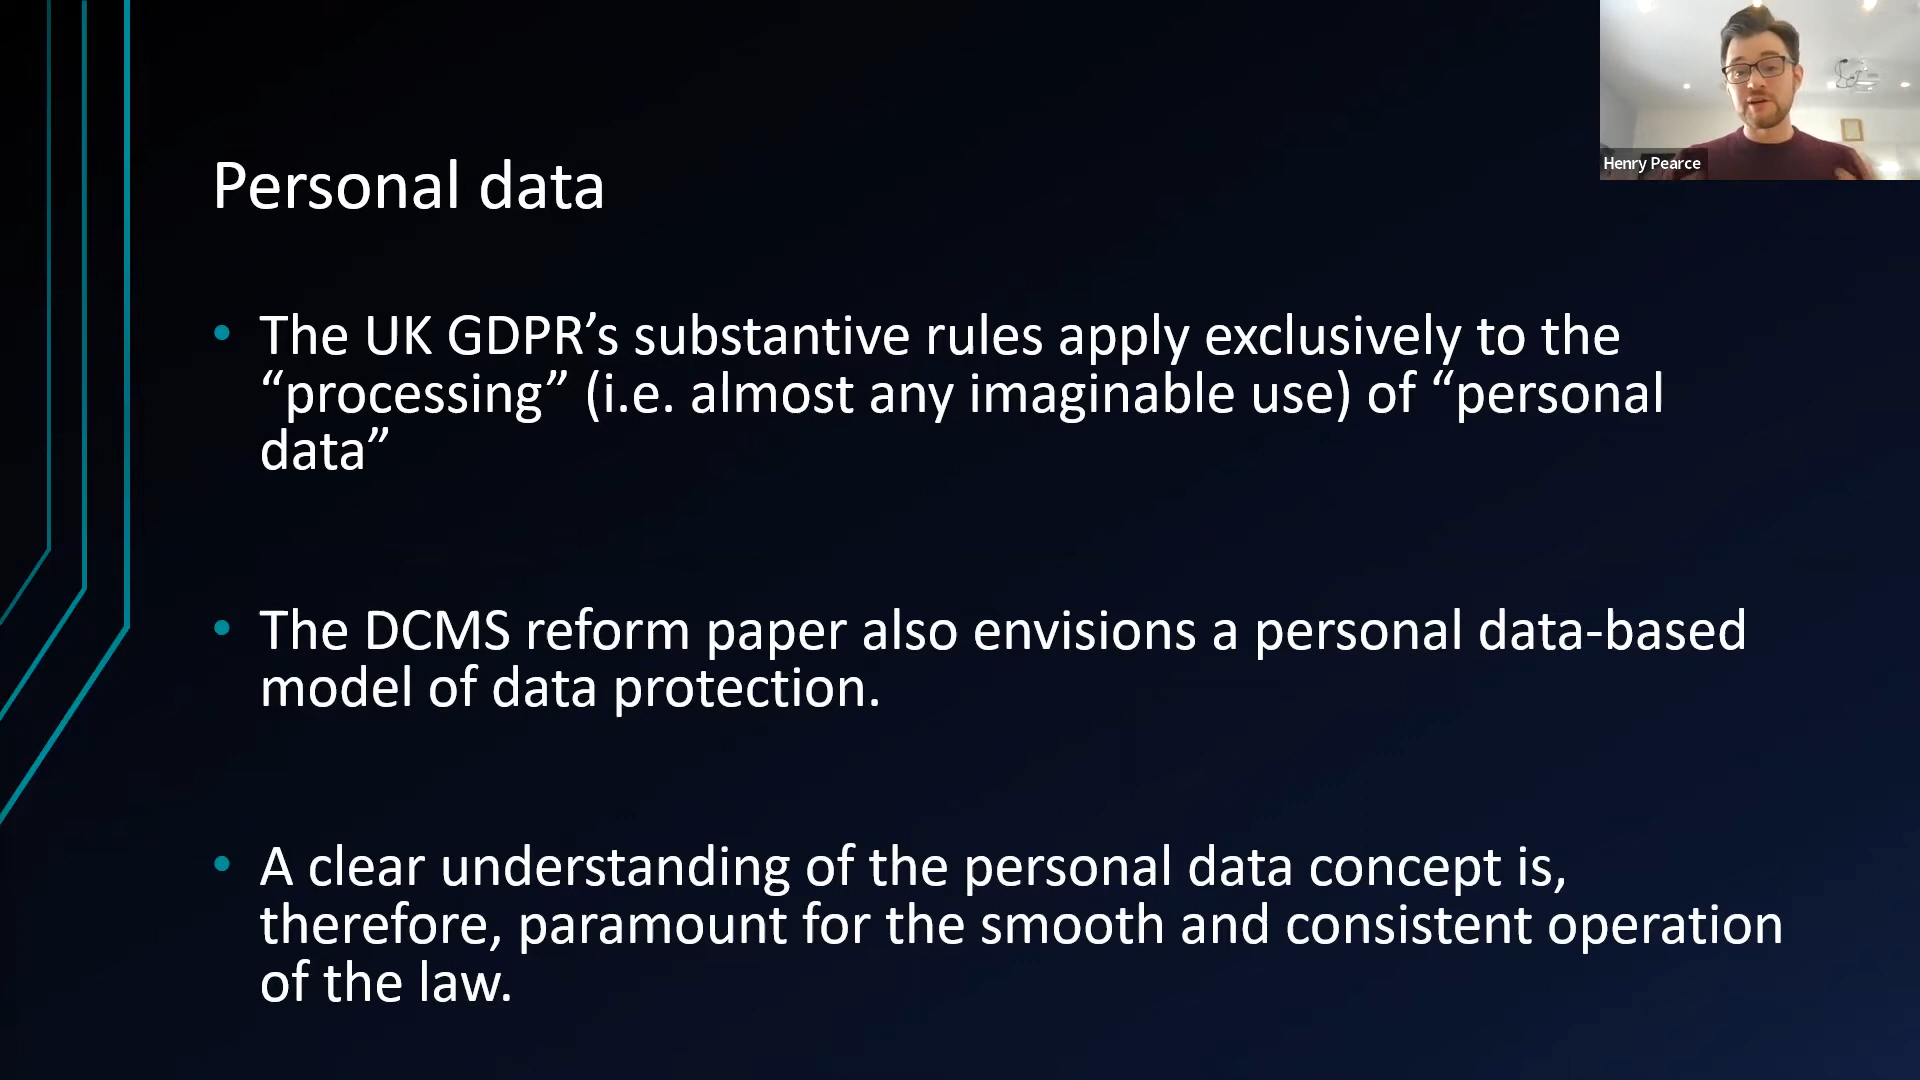 Henry Pearce
Personal data
• The UK GDPR’s substantive rules apply exclusively to the
“processing” (i.e. almost any imaginable use) of “personal
data”
• The DCMS reform paper also envisions a personal data-based
model of data protection.
• A clear understanding of the personal data concept is,
therefore, paramount for the smooth and consistent operation
of the law.